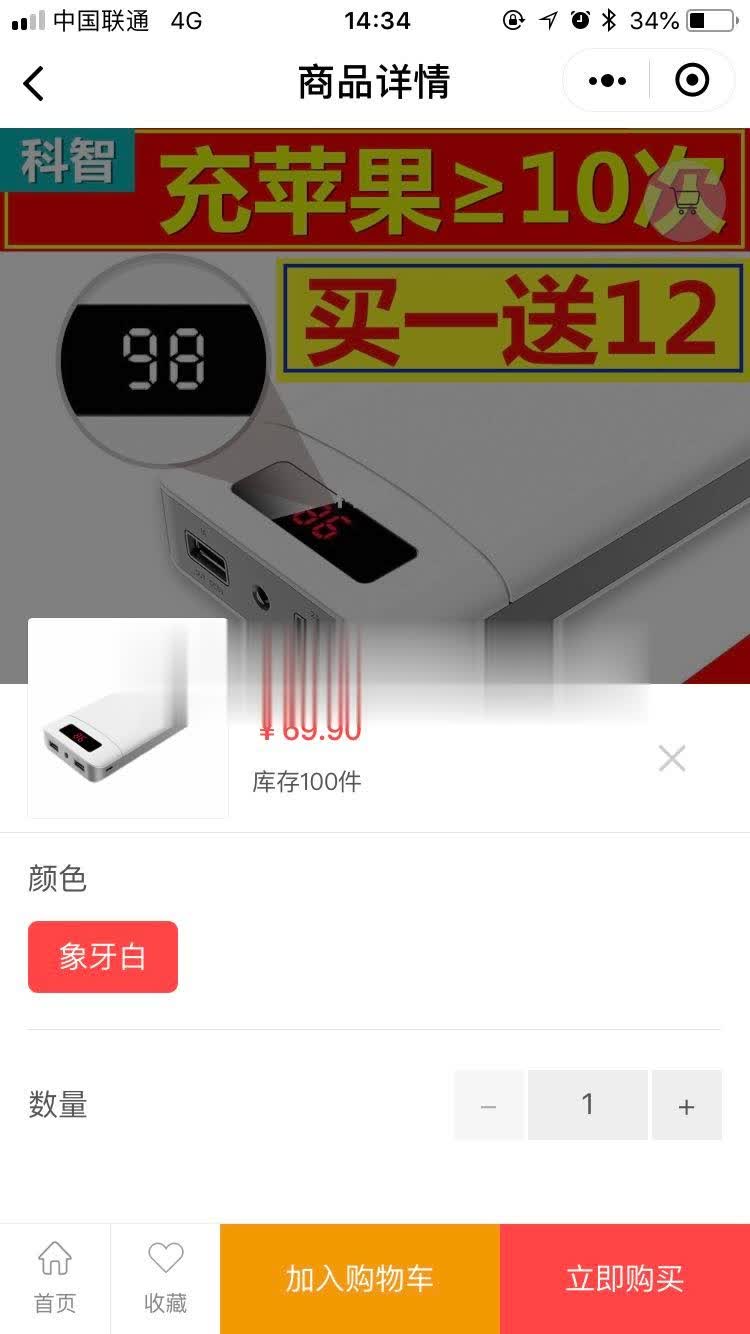 中国联通 4G 14:34 34%
商品详情
科智
充苹果≥10次
买一送12
98
98
¥ 69.90
库存100件
颜色
象牙白
数量
− 1 +
首页
收藏
加入购物车
立即购买